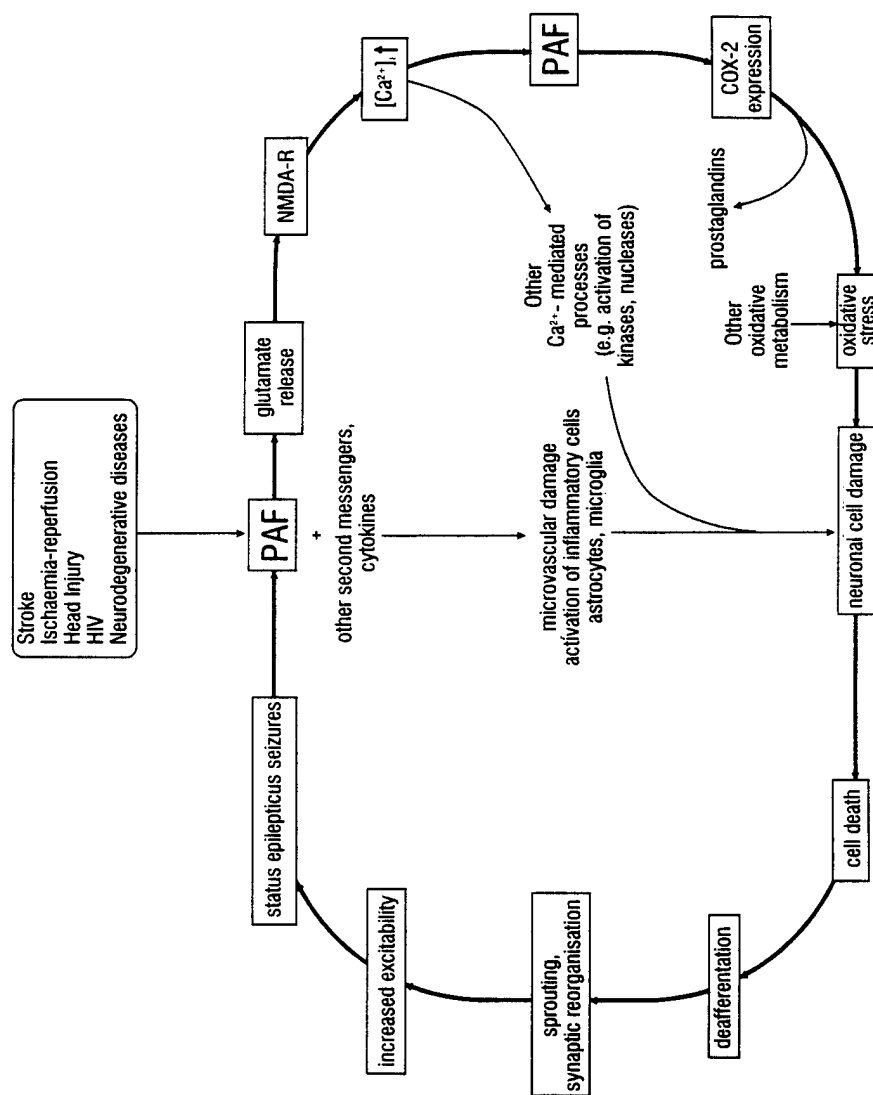 Stroke
Ischaemia-reperfusion
Head Injury
HIV
Neurodegenerative diseases
status epilepticus seizures
PAF
glutamate
release
NMDA-R
[Ca²⁺]ᵢ↑
PAF
COX-2
expression
prostaglandins
Other
oxidative
metabolism
oxidative
stress
+
other second messengers,
cytokines
Other
Ca²⁺- mediated
processes
(e.g. activation of
kinases, nucleases)
microvascular damage
activation of inflammatory cells
astrocytes, microglia
neuronal cell damage
cell death
deafferentation
sprouting,
synaptic reorganisation
increased excitability